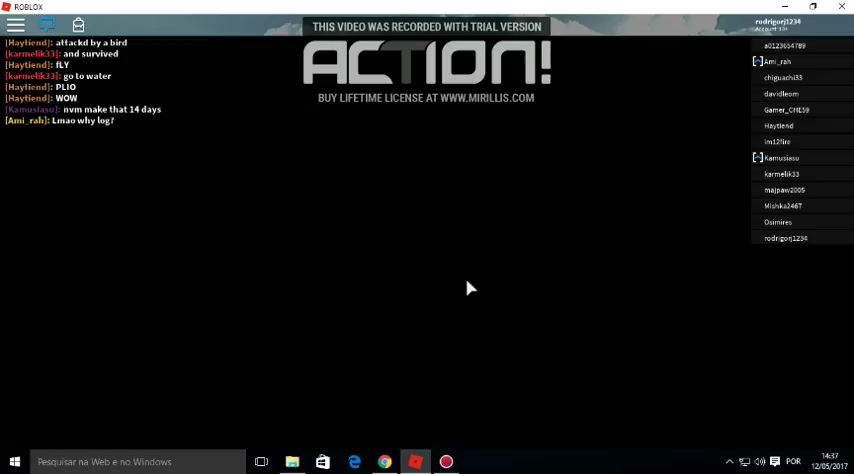 ROBLOX
THIS VIDEO WAS RECORDED WITH TRIAL VERSION
ACTION!
BUY LIFETIME LICENSE AT WWW.MIRILLIS.COM
[Haytiend]: attackd by a bird
[karmelik33]: and survived
[Haytiend]: fLY
[karmelik33]: go to water
[Haytiend]: PLIO
[Haytiend]: WOW
[Kamusiasu]: nvm make that 14 days
[Ami_rah]: Lmao why log?
rodrigorj1234
Account: 13+
a0123654789
Ami_rah
chiguachi33
davidleom
Gamer_CHE59
Haytiend
im12fire
Kamusiasu
karmelik33
majpaw2005
Mishka2467
Osimires
rodrigorj1234
Pesquisar na Web e no Windows
POR
14:37
12/05/2017